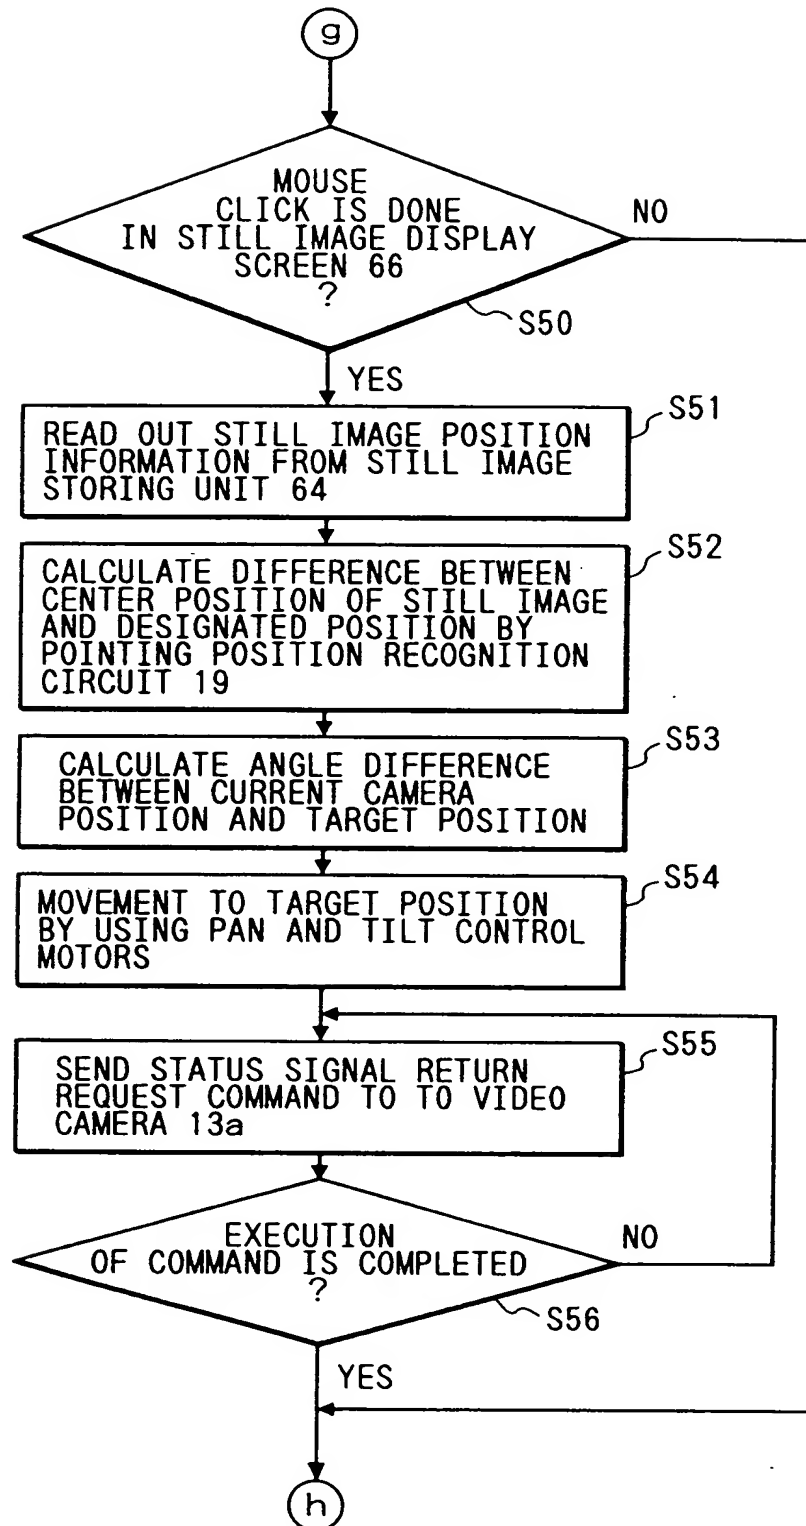 g
MOUSE
CLICK IS DONE
IN STILL IMAGE DISPLAY
SCREEN 66
?
NO
S50
YES
S51
READ OUT STILL IMAGE POSITION
INFORMATION FROM STILL IMAGE
STORING UNIT 64
S52
CALCULATE DIFFERENCE BETWEEN
CENTER POSITION OF STILL IMAGE
AND DESIGNATED POSITION BY
POINTING POSITION RECOGNITION
CIRCUIT 19
S53
CALCULATE ANGLE DIFFERENCE
BETWEEN CURRENT CAMERA
POSITION AND TARGET POSITION
S54
MOVEMENT TO TARGET POSITION
BY USING PAN AND TILT CONTROL
MOTORS
S55
SEND STATUS SIGNAL RETURN
REQUEST COMMAND TO TO VIDEO
CAMERA 13a
EXECUTION
OF COMMAND IS COMPLETED
?
NO
S56
YES
h